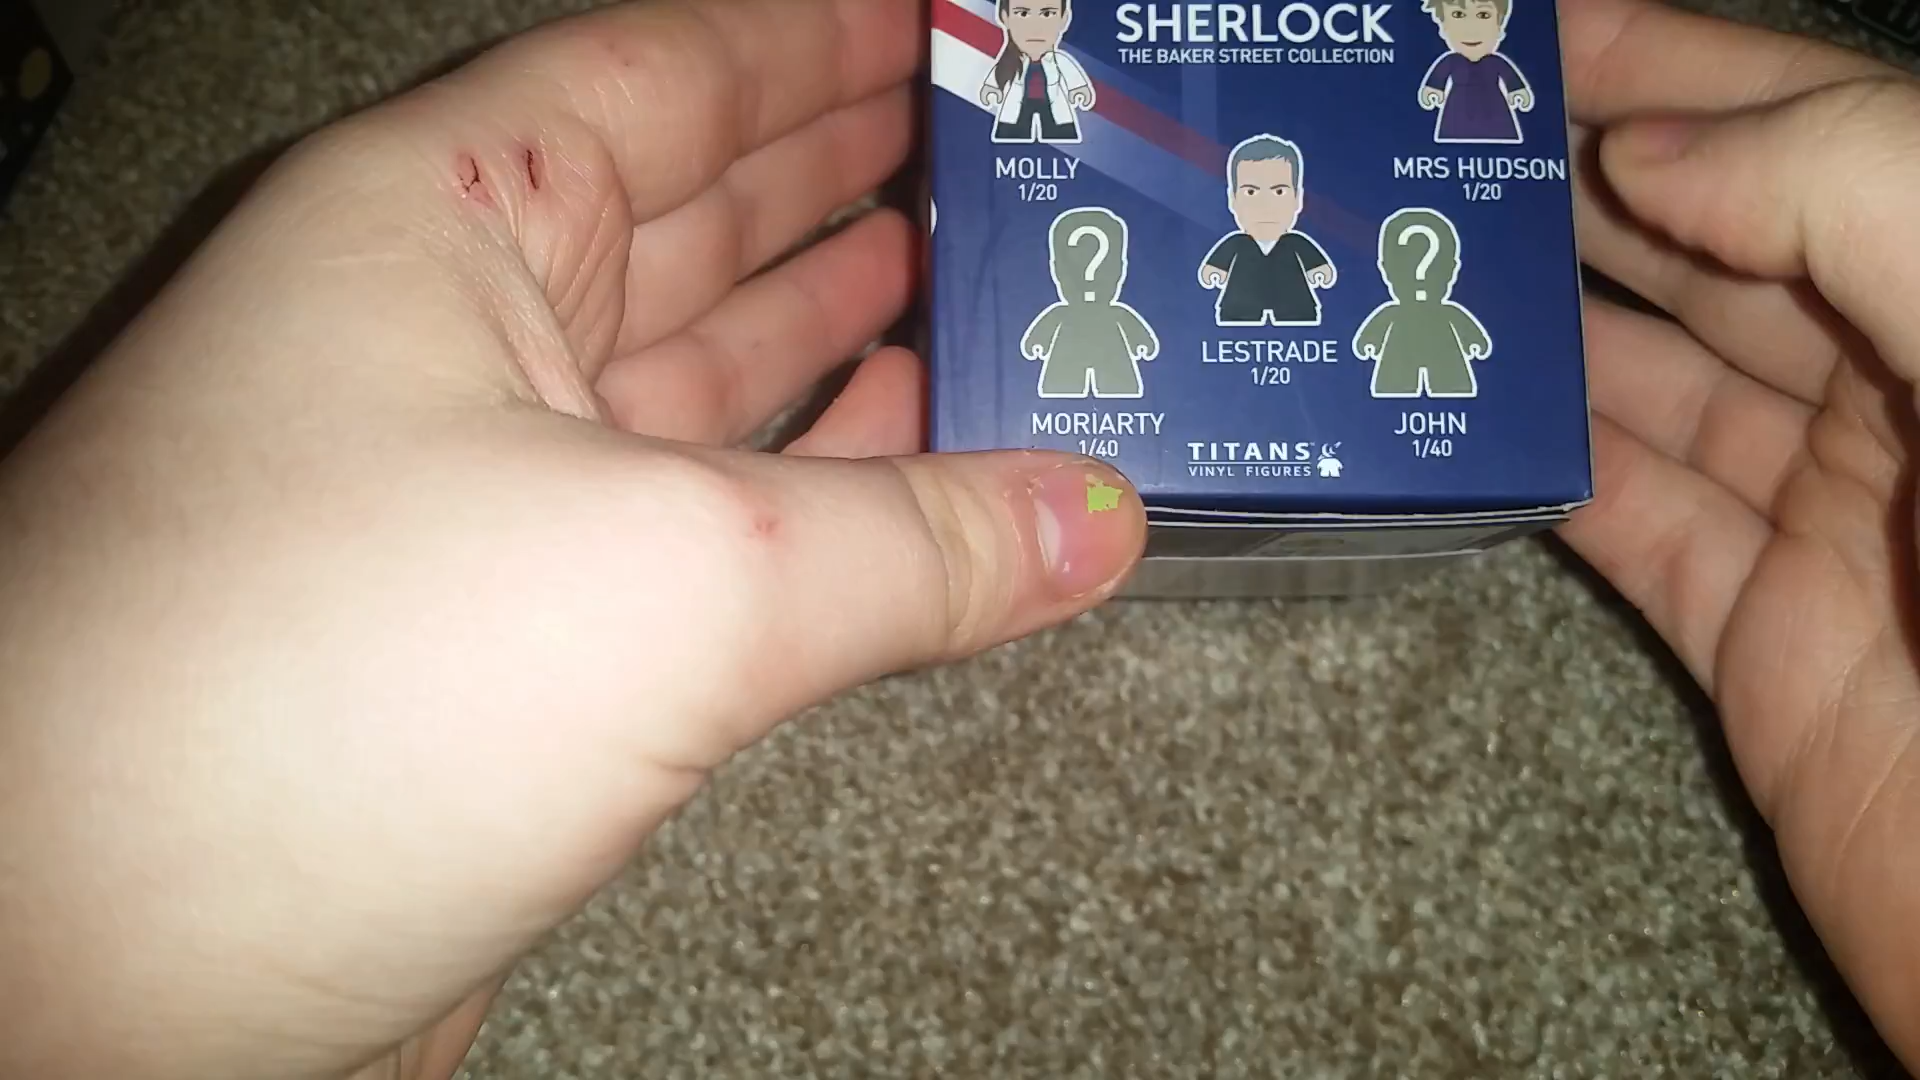 SHERLOCK
THE BAKER STREET COLLECTION
MOLLY
1/20
MRS HUDSON
1/20
?
?
LESTRADE
1/20
MORIARTY
1/40
JOHN
1/40
TITANS™
VINYL FIGURES